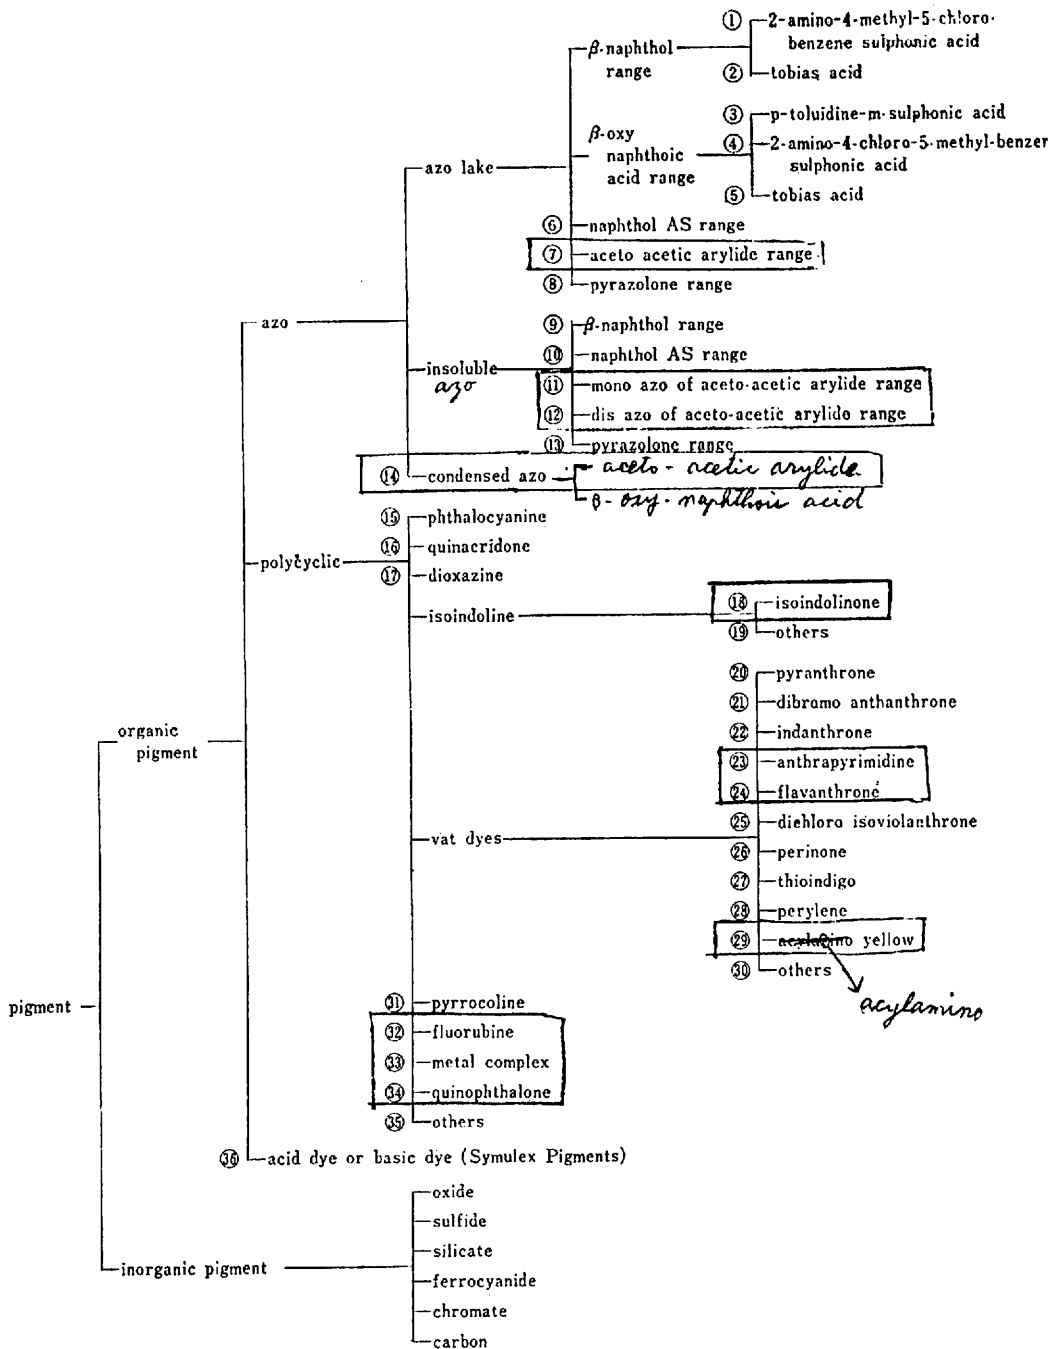 ① 2-amino-4-methyl-5-chloro-
benzene sulphonic acid
β-naphthol
range
② tobias acid
③ p-toluidine-m-sulphonic acid
β-oxy
naphthoic
acid range
④ 2-amino-4-chloro-5-methyl-benzer
sulphonic acid
azo lake
⑤ tobias acid
⑥ naphthol AS range
⑦ aceto acetic arylide range
⑧ pyrazolone range
azo
⑨ β-naphthol range
⑩ naphthol AS range
insoluble
azo
⑪ mono azo of aceto-acetic arylide range
⑫ dis azo of aceto-acetic arylide range
⑬ pyrazolone range
⑭ condensed azo
aceto-acetic arylide
β-oxy-naphthoic acid
⑮ phthalocyanine
⑯ quinacridone
polycyclic
⑰ dioxazine
isoindoline
⑱ isoindolinone
⑲ others
⑳ pyranthrone
㉑ dibromo anthanthrone
organic
pigment
㉒ indanthrone
㉓ anthrapyrimidine
㉔ flavanthrone
㉕ diehloro isoviolanthrone
vat dyes
㉖ perinone
㉗ thioindigo
㉘ perylene
㉙ yellow
㉚ others
acylamino
pigment
㉛ pyrrocoline
㉜ fluorubine
㉝ metal complex
㉞ quinophthalone
㉟ others
㊱ acid dye or basic dye (Symulex Pigments)
oxide
sulfide
silicate
inorganic pigment
ferrocyanide
chromate
carbon